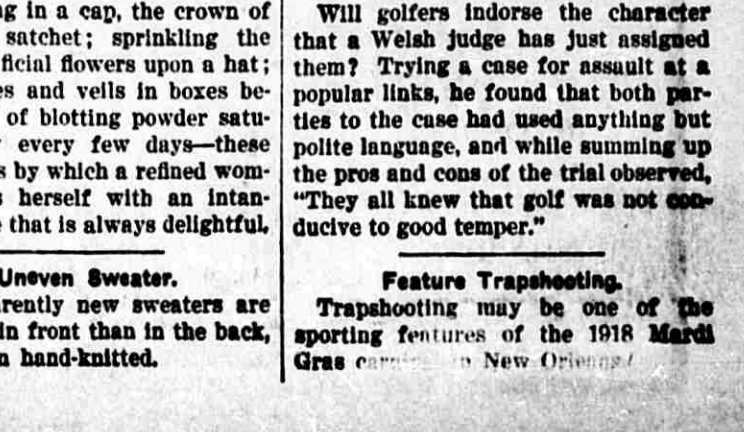 ng in a cap, the crown of
satchet; sprinkling the
ficial flowers upon a hat;
es and veils in boxes be-
of blotting powder satu-
every few days—these
s by which a refined wom-
s herself with an intan-
that is always delightful.
Uneven Sweater.
rently new sweaters are
in front than in the back,
n hand-knitted.
Will golfers indorse the character
that a Welsh judge has just assigned
them? Trying a case for assault at a
popular links, he found that both par-
ties to the case had used anything but
polite language, and while summing up
the pros and cons of the trial observed,
"They all knew that golf was not con-
ducive to good temper."
Feature Trapshooting.
Trapshooting may be one of the
sporting features of the 1918 Mardi
Gras New Orleans